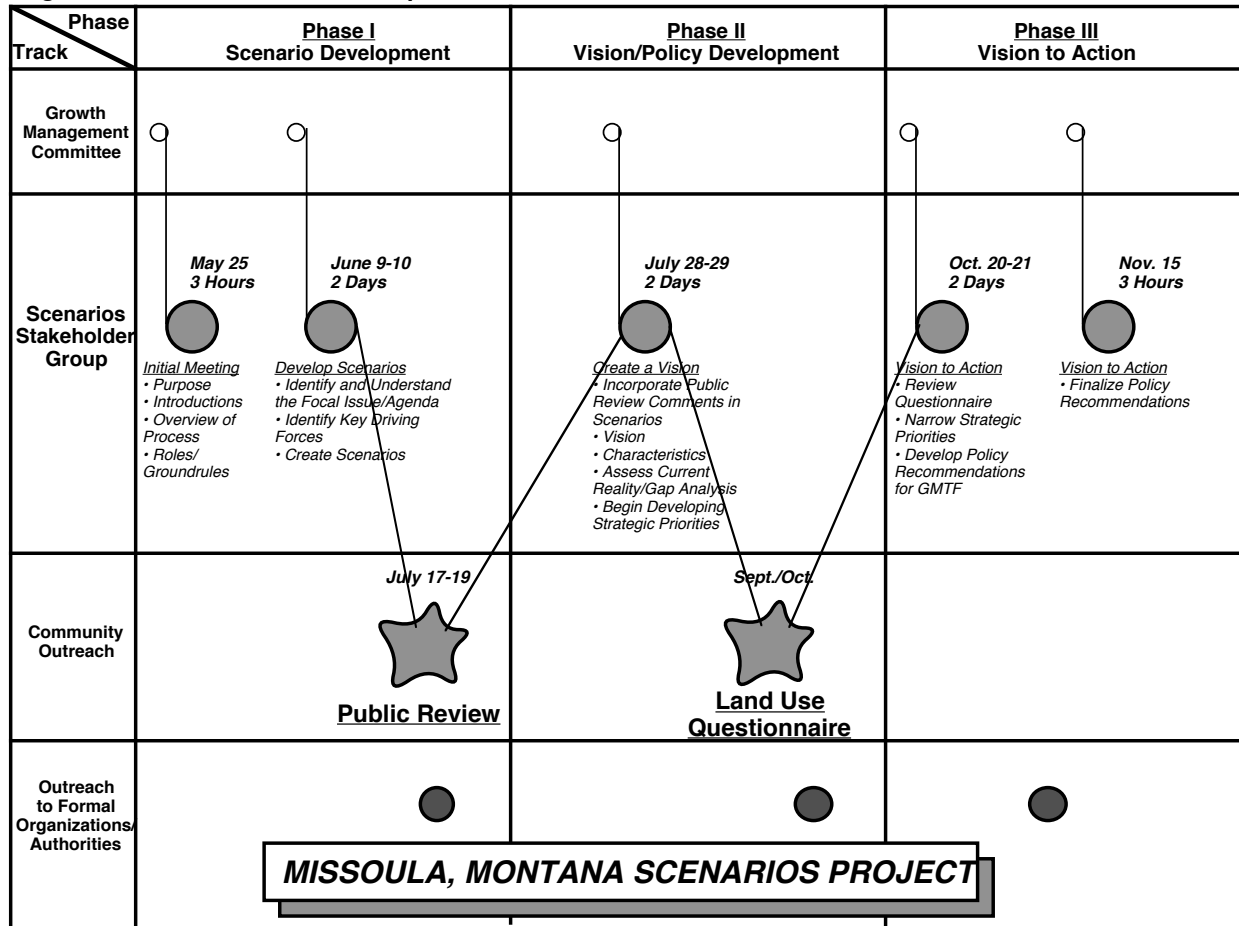 Phase
Track
Phase I
Scenario Development
Phase II
Vision/Policy Development
Phase III
Vision to Action
Growth
Management
Committee
Scenarios
Stakeholder
Group
May 25
3 Hours
Initial Meeting
• Purpose
• Introductions
• Overview of
Process
• Roles/
Groundrules
June 9-10
2 Days
Develop Scenarios
• Identify and Understand
the Focal Issue/Agenda
• Identify Key Driving
Forces
• Create Scenarios
July 28-29
2 Days
Create a Vision
• Incorporate Public
Review Comments in
Scenarios
• Vision
• Characteristics
• Assess Current
Reality/Gap Analysis
• Begin Developing
Strategic Priorities
Oct. 20-21
2 Days
Vision to Action
• Review
Questionnaire
• Narrow Strategic
Priorities
• Develop Policy
Recommendations
for GMTF
Nov. 15
3 Hours
Vision to Action
• Finalize Policy
Recommendations
Community
Outreach
July 17-19
Public Review
Sept./Oct.
Land Use
Questionnaire
Outreach
to Formal
Organizations/
Authorities
MISSOULA, MONTANA SCENARIOS PROJECT